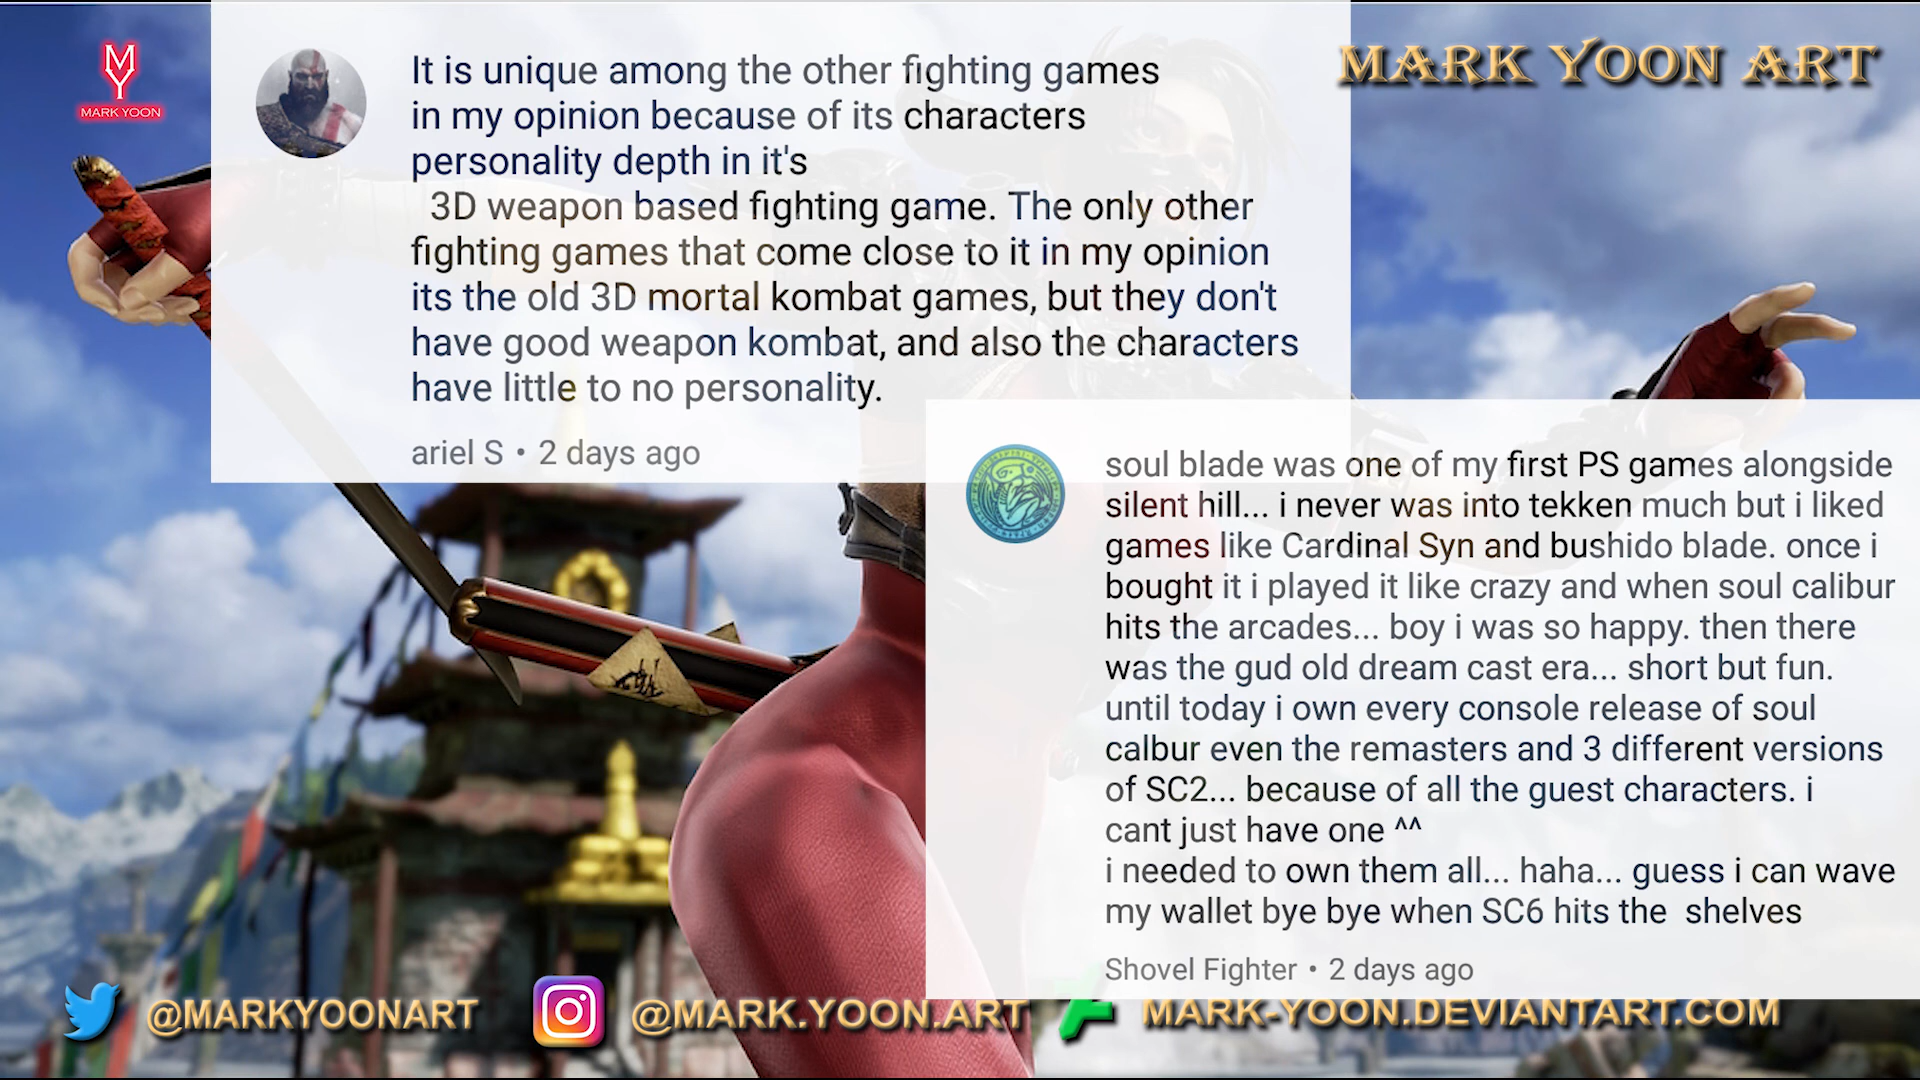 MY
MARK YOON
MARK YOON ART
It is unique among the other fighting games
in my opinion because of its characters
personality depth in it's
3D weapon based fighting game. The only other
fighting games that come close to it in my opinion
its the old 3D mortal kombat games, but they don't
have good weapon kombat, and also the characters
have little to no personality.
ariel S • 2 days ago
soul blade was one of my first PS games alongside
silent hill... i never was into tekken much but i liked
games like Cardinal Syn and bushido blade. once i
bought it i played it like crazy and when soul calibur
hits the arcades... boy i was so happy. then there
was the gud old dream cast era... short but fun.
until today i own every console release of soul
calbur even the remasters and 3 different versions
of SC2... because of all the guest characters. i
cant just have one ^^
i needed to own them all... haha... guess i can wave
my wallet bye bye when SC6 hits the  shelves
Shovel Fighter • 2 days ago
@MARKYOONART
@MARK.YOON.ART
MARK-YOON.DEVIANTART.COM